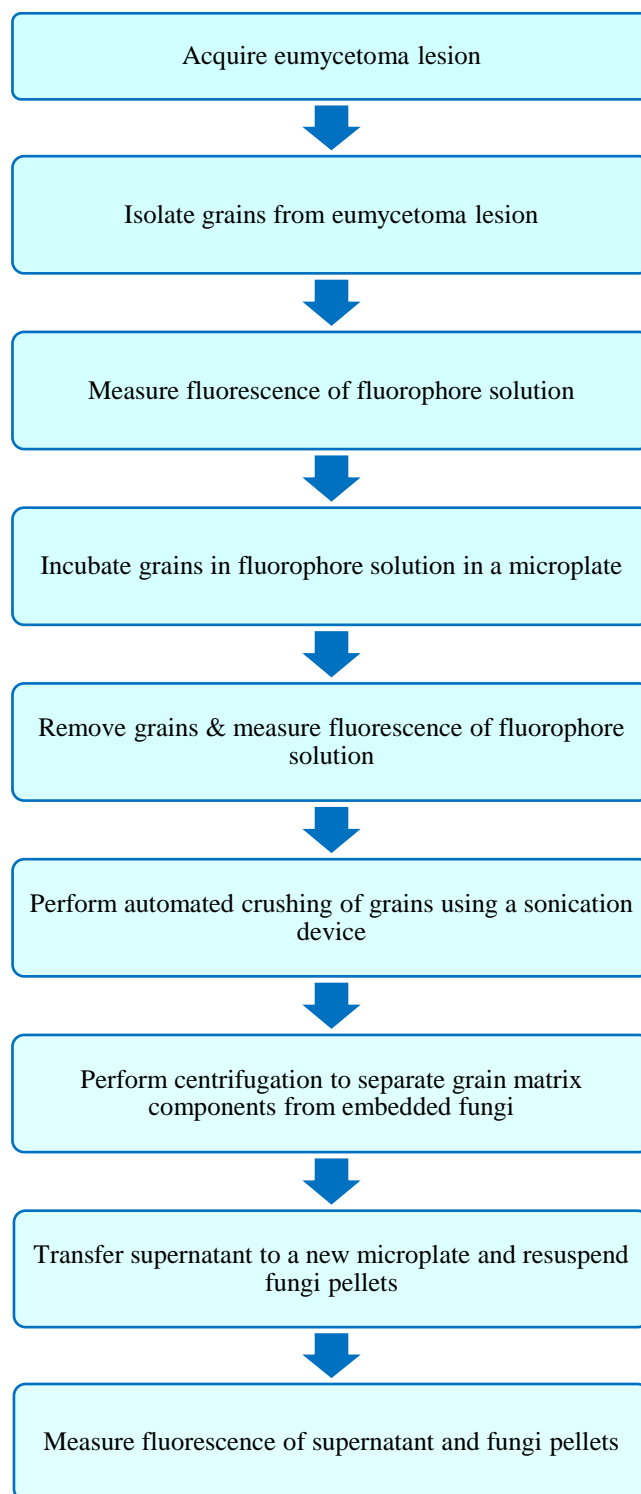 Acquire eumycetoma lesion
Isolate grains from eumycetoma lesion
Measure fluorescence of fluorophore solution
Incubate grains in fluorophore solution in a microplate
Remove grains & measure fluorescence of fluorophore
solution
Perform automated crushing of grains using a sonication
device
Perform centrifugation to separate grain matrix
components from embedded fungi
Transfer supernatant to a new microplate and resuspend
fungi pellets
Measure fluorescence of supernatant and fungi pellets